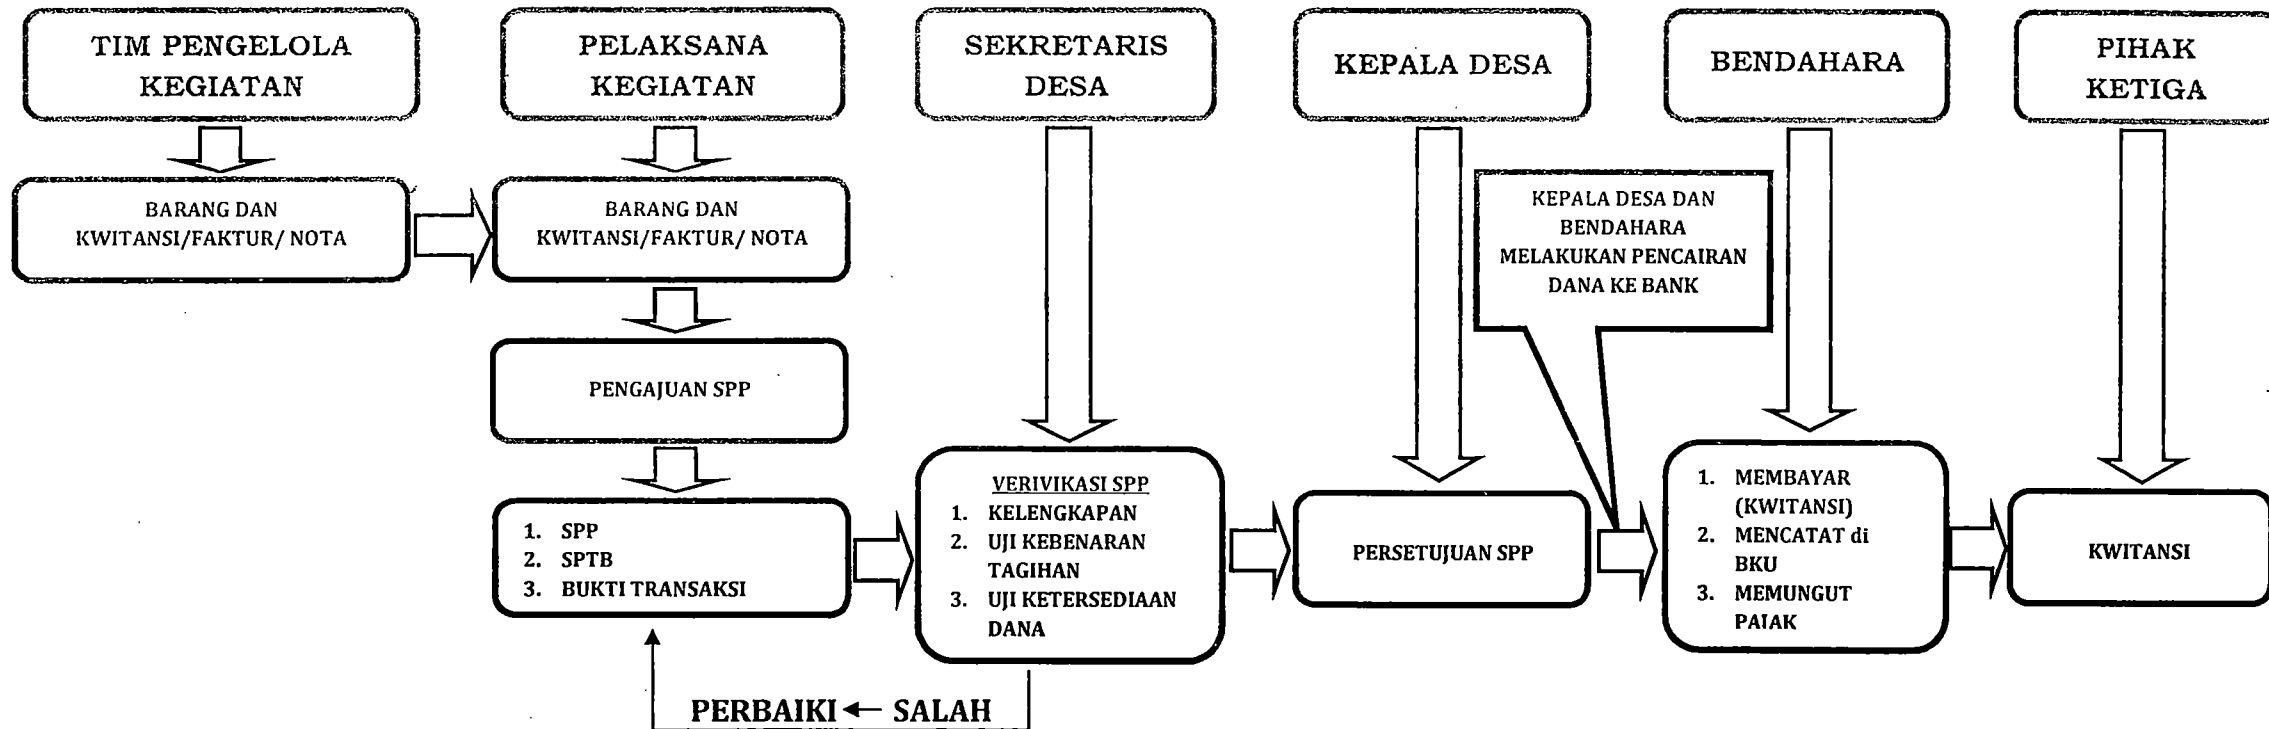 TIM PENGELOLA
KEGIATAN
PELAKSANA
KEGIATAN
SEKRETARIS
DESA
KEPALA DESA
BENDAHARA
PIHAK
KETIGA
BARANG DAN
KWITANSI/FAKTUR/ NOTA
BARANG DAN
KWITANSI/FAKTUR/ NOTA
KEPALA DESA DAN
BENDAHARA
MELAKUKAN PENCAIRAN
DANA KE BANK
PENGAJUAN SPP
1. SPP
2. SPTB
3. BUKTI TRANSAKSI
VERIVIKASI SPP
1. KELENGKAPAN
2. UJI KEBENARAN
TAGIHAN
3. UJI KETERSEDIAAN
DANA
PERSETUJUAN SPP
1. MEMBAYAR
(KWITANSI)
2. MENCATAT di
BKU
3. MEMUNGUT
PAJAK
KWITANSI
PERBAIKI ← SALAH